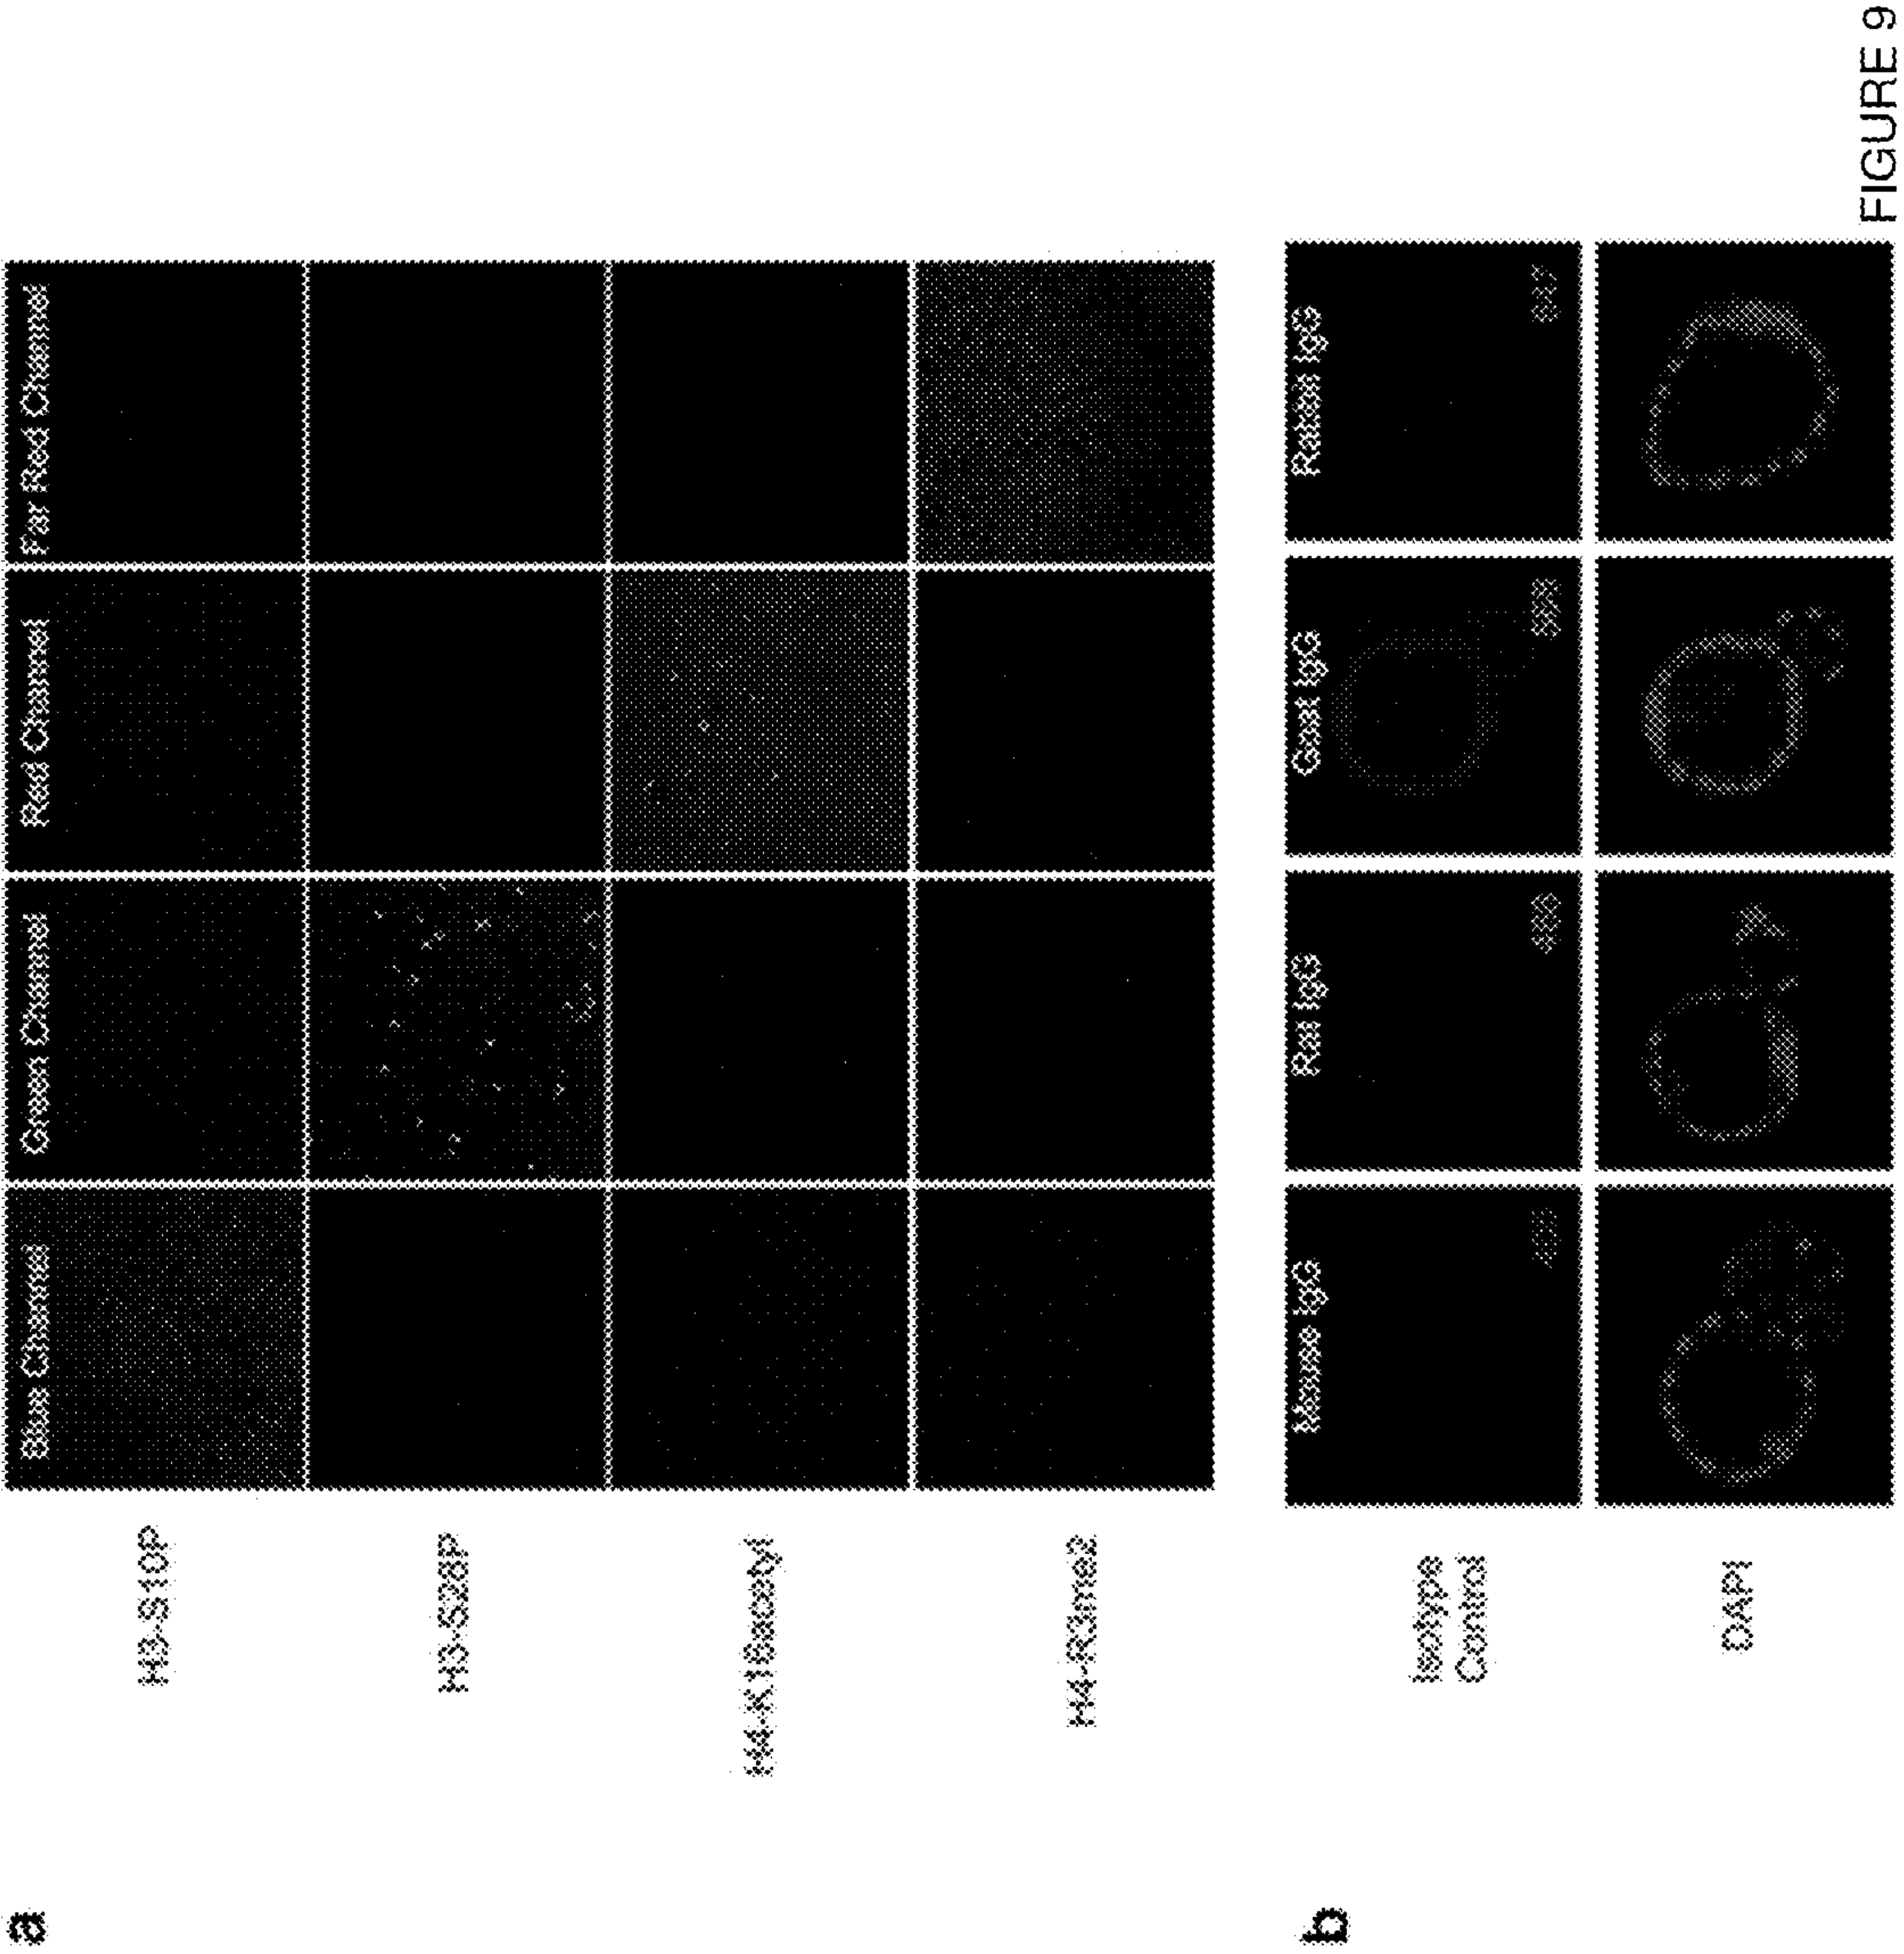 a
Blue Channel Green Channel Red Channel Far Red Channel
H3-S10P
H3-S28P
H4-K16acetyl
H4-R3me2
b
Mouse IgG Rat IgG Goat IgG Rabbit IgG
Isotype
Control
DAPI
FIGURE 9